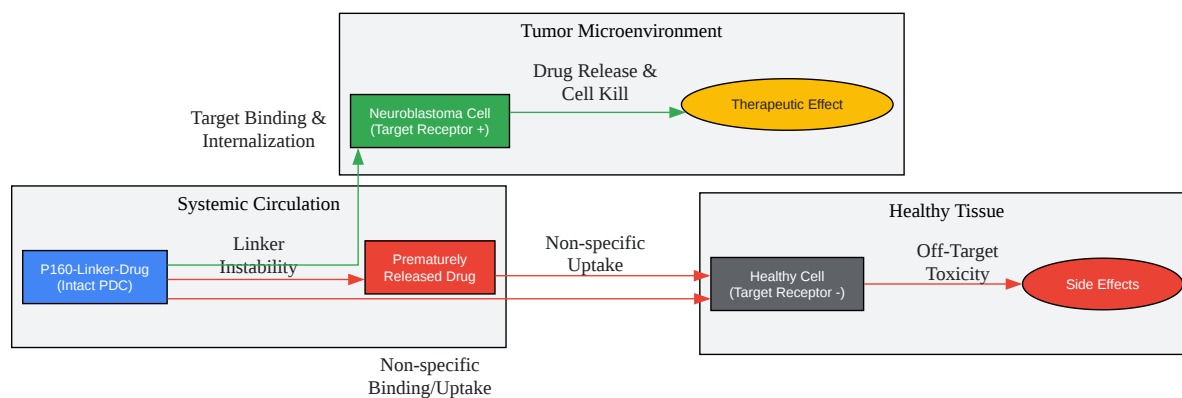 Tumor Microenvironment
Drug Release &
Cell Kill
Neuroblastoma Cell
(Target Receptor +)
Therapeutic Effect
Target Binding &
Internalization
Systemic Circulation
P160-Linker-Drug
(Intact PDC)
Linker
Instability
Prematurely
Released Drug
Non-specific
Uptake
Healthy Tissue
Healthy Cell
(Target Receptor -)
Off-Target
Toxicity
Side Effects
Non-specific
Binding/Uptake